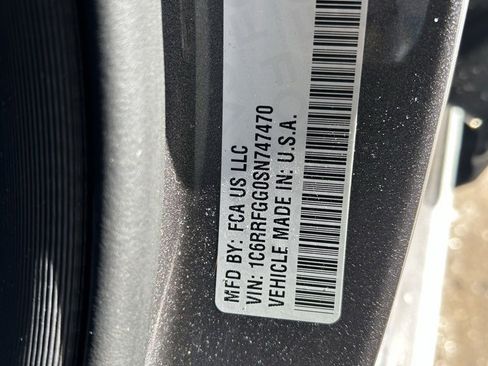 MFD BY: FCA US LLC
VIN: 1C6RRFGG0SN747470
VEHICLE MADE IN: U.S.A.